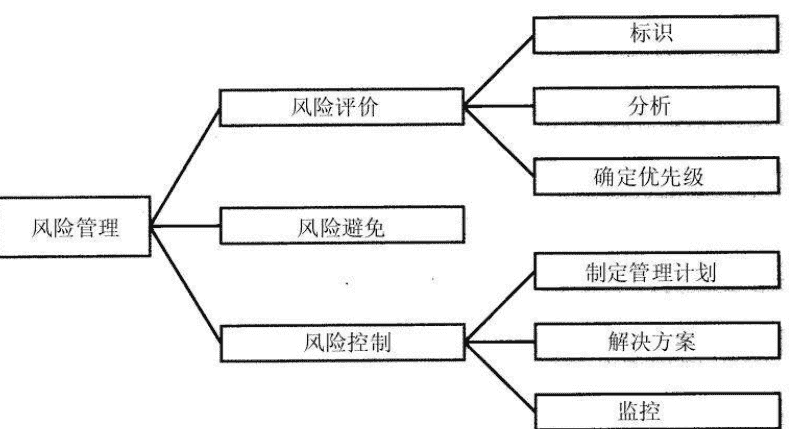 标识
风险评价
分析
确定优先级
风险管理
风险避免
制定管理计划
风险控制
解决方案
监控